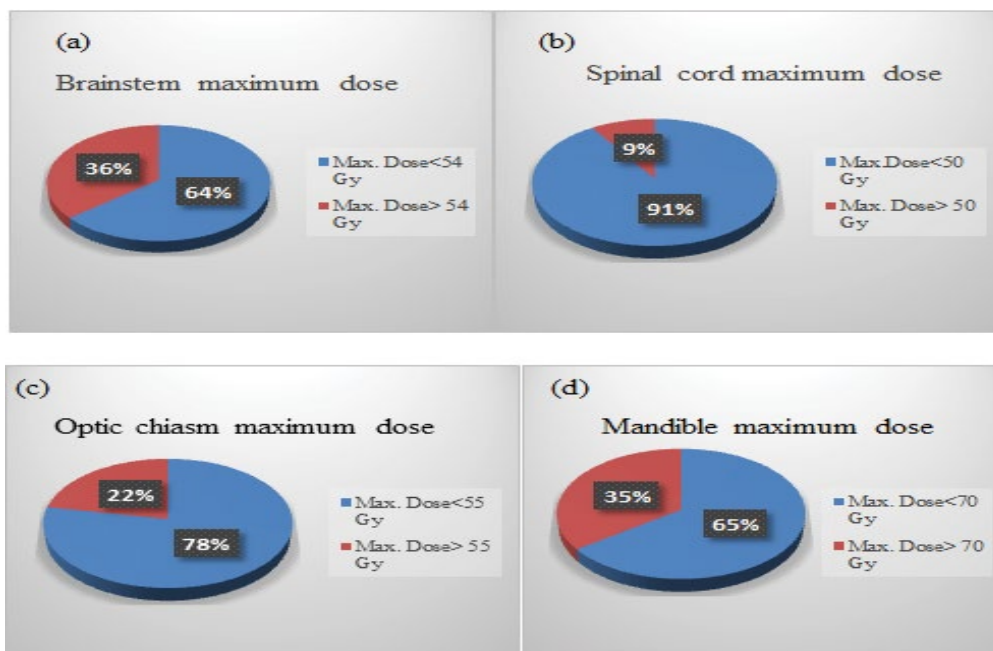 (a)
Brainstem maximum dose
36%
64%
Max. Dose<54
Gy
Max. Dose> 54
Gy
(b)
Spinal cord maximum dose
9%
91%
Max.Dose<50
Gy
Max. Dose> 50
Gy
(c)
Optic chiasm maximum dose
22%
78%
Max. Dose<55
Gy
Max. Dose> 55
Gy
(d)
Mandible maximum dose
35%
65%
Max. Dose<70
Gy
Max. Dose> 70
Gy